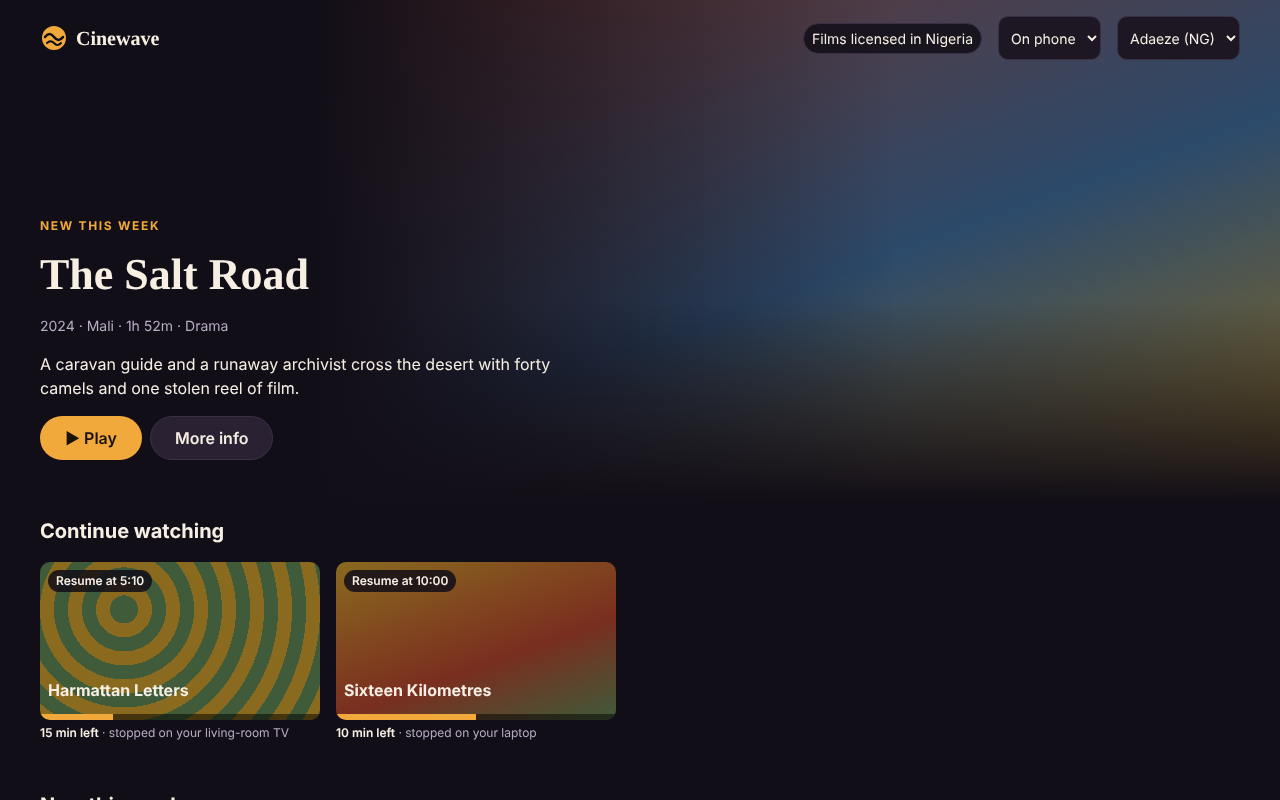 Cinewave
Films licensed in Nigeria
On phone
Adaeze (NG)
NEW THIS WEEK
The Salt Road
2024 · Mali · 1h 52m · Drama
A caravan guide and a runaway archivist cross the desert with forty
camels and one stolen reel of film.
▶ Play
More info
Continue watching
Resume at 5:10
Harmattan Letters
15 min left · stopped on your living-room TV
Resume at 10:00
Sixteen Kilometres
10 min left · stopped on your laptop